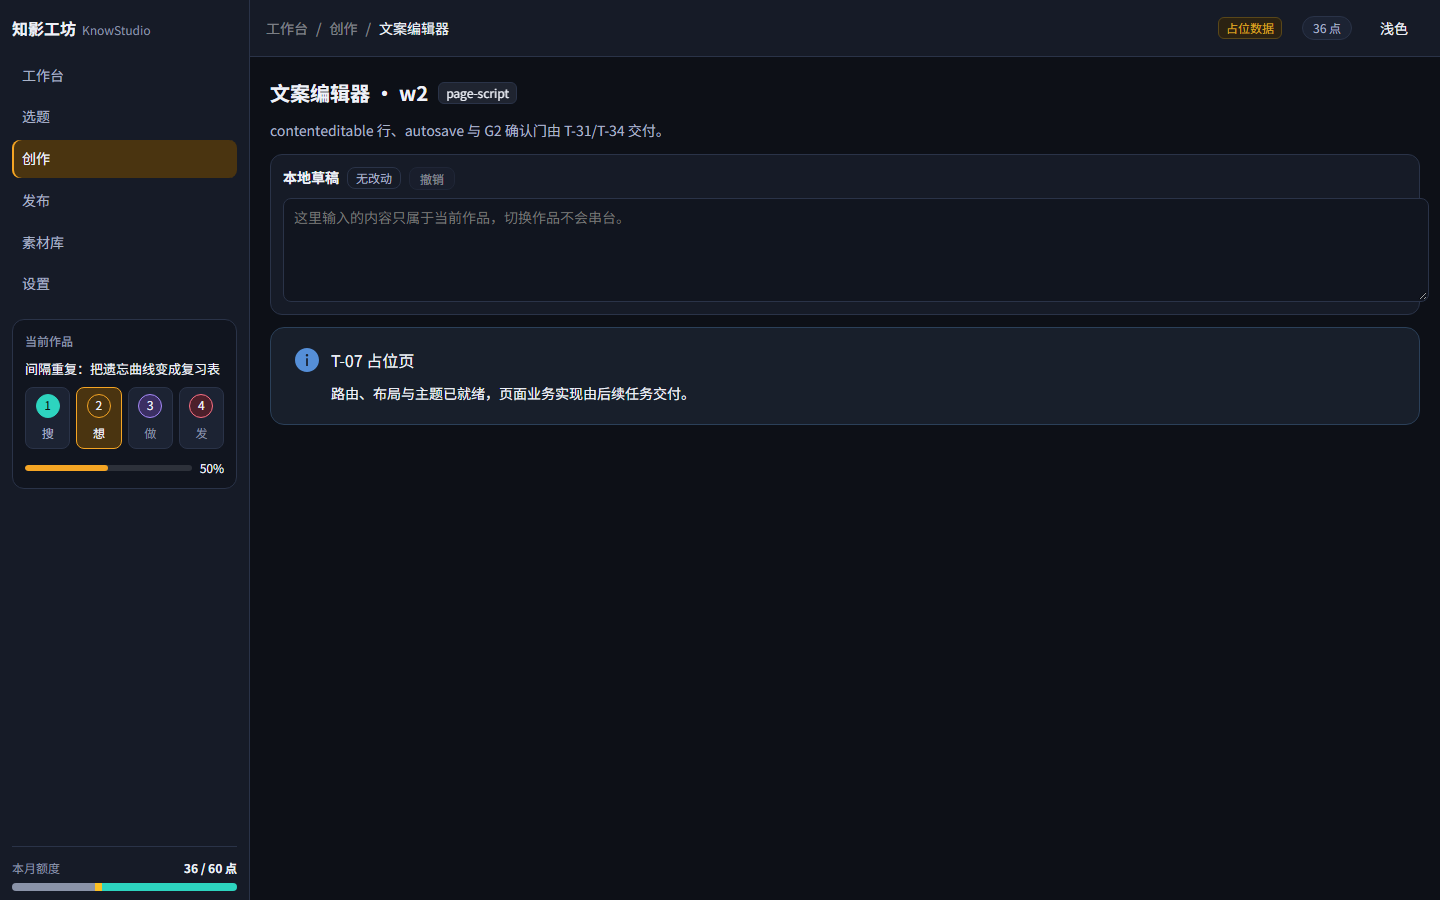 知影工坊 KnowStudio
工作台
选题
创作
发布
素材库
设置
当前作品
间隔重复：把遗忘曲线变成复习表
1 2 3 4
搜 想 做 发
50%
本月额度 36 / 60 点
工作台 / 创作 / 文案编辑器
占位数据 36 点 浅色
文案编辑器 · w2 page-script
contenteditable 行、autosave 与 G2 确认门由 T-31/T-34 交付。
本地草稿 无改动 撤销
这里输入的内容只属于当前作品，切换作品不会串台。
T-07 占位页
路由、布局与主题已就绪，页面业务实现由后续任务交付。